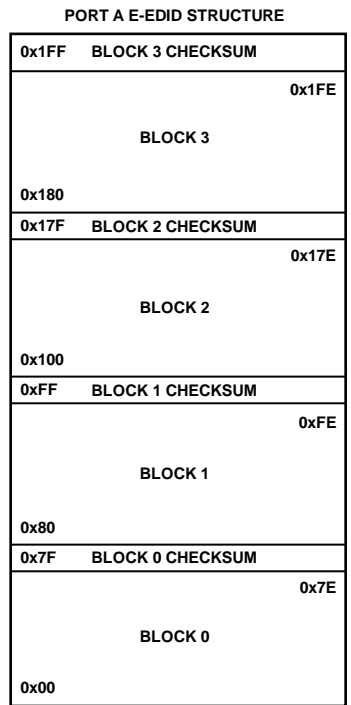 PORT A E-EDID STRUCTURE
0x1FF BLOCK 3 CHECKSUM
0x1FE
BLOCK 3
0x180
0x17F BLOCK 2 CHECKSUM
0x17E
BLOCK 2
0x100
0xFF BLOCK 1 CHECKSUM
0xFE
BLOCK 1
0x80
0x7F BLOCK 0 CHECKSUM
0x7E
BLOCK 0
0x00